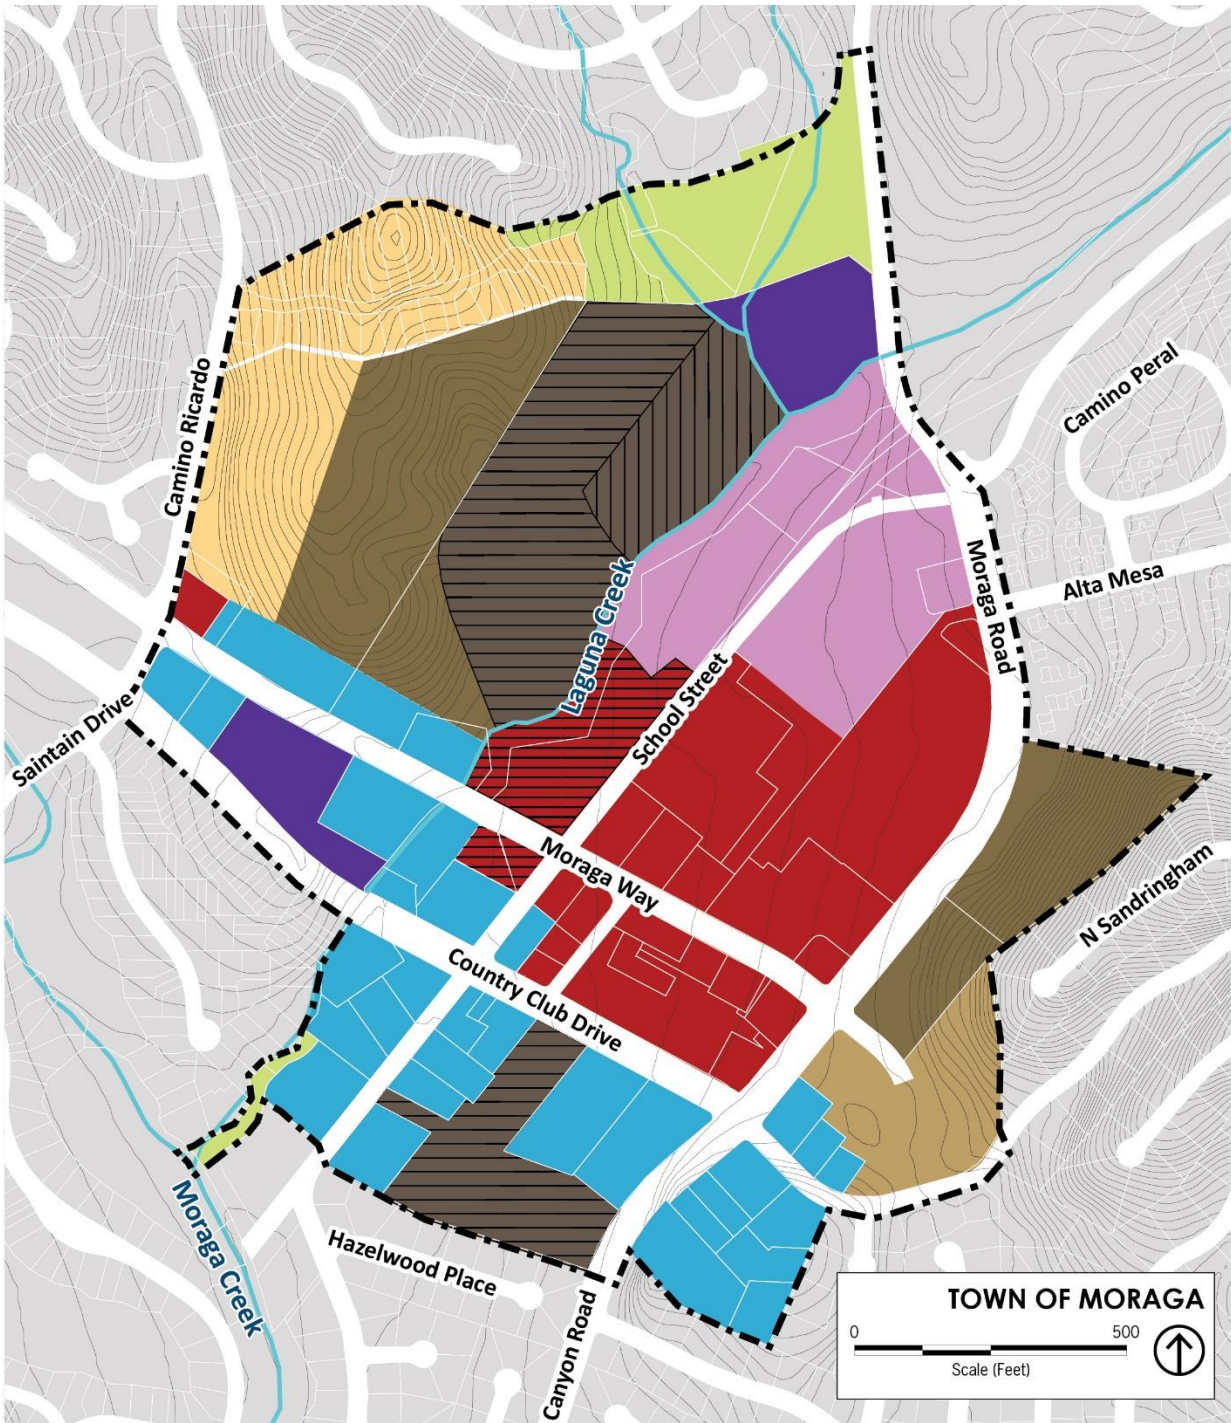 Camino Peral
Camino Ricardo
Moraga Road
Alta Mesa
Laguna Creek
School Street
Saintain Drive
Moraga Way
N Sandringham
Country Club Drive
Moraga Creek
Hazelwood Place
Canyon Road
TOWN OF MORAGA
0 500
Scale (Feet)